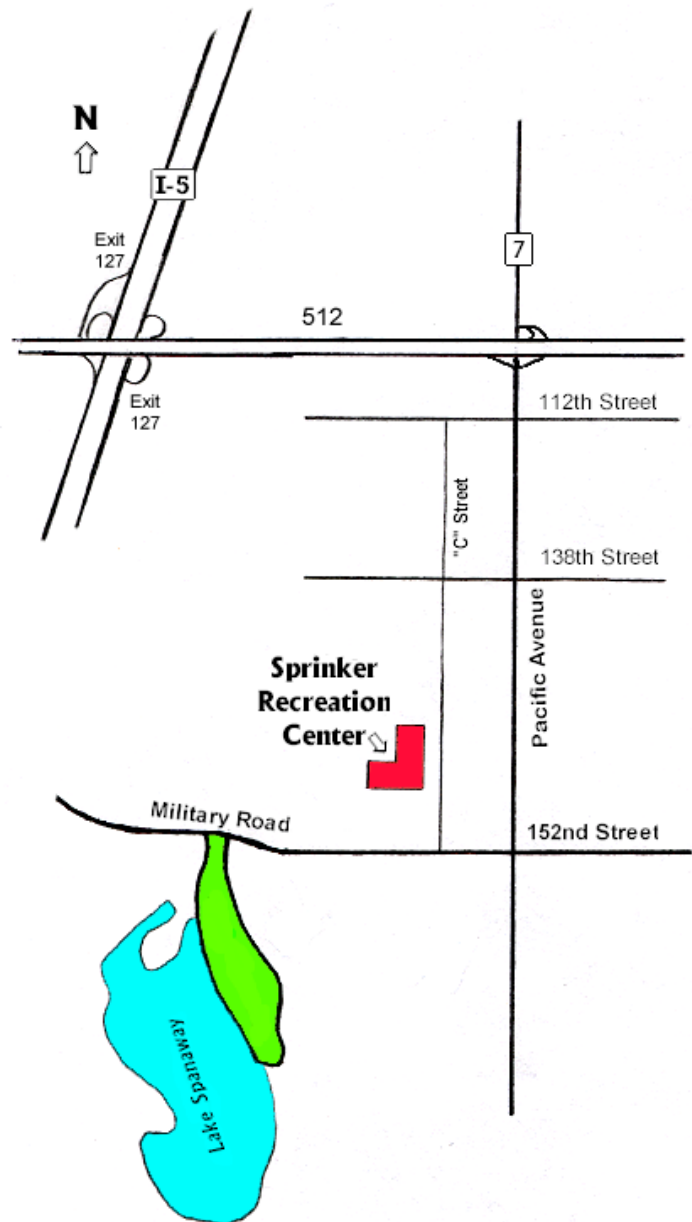 N
I-5
Exit
127
7
512
Exit
127
112th Street
"C" Street
138th Street
Pacific Avenue
Sprinker
Recreation
Center
Military Road
152nd Street
Lake Spanaway